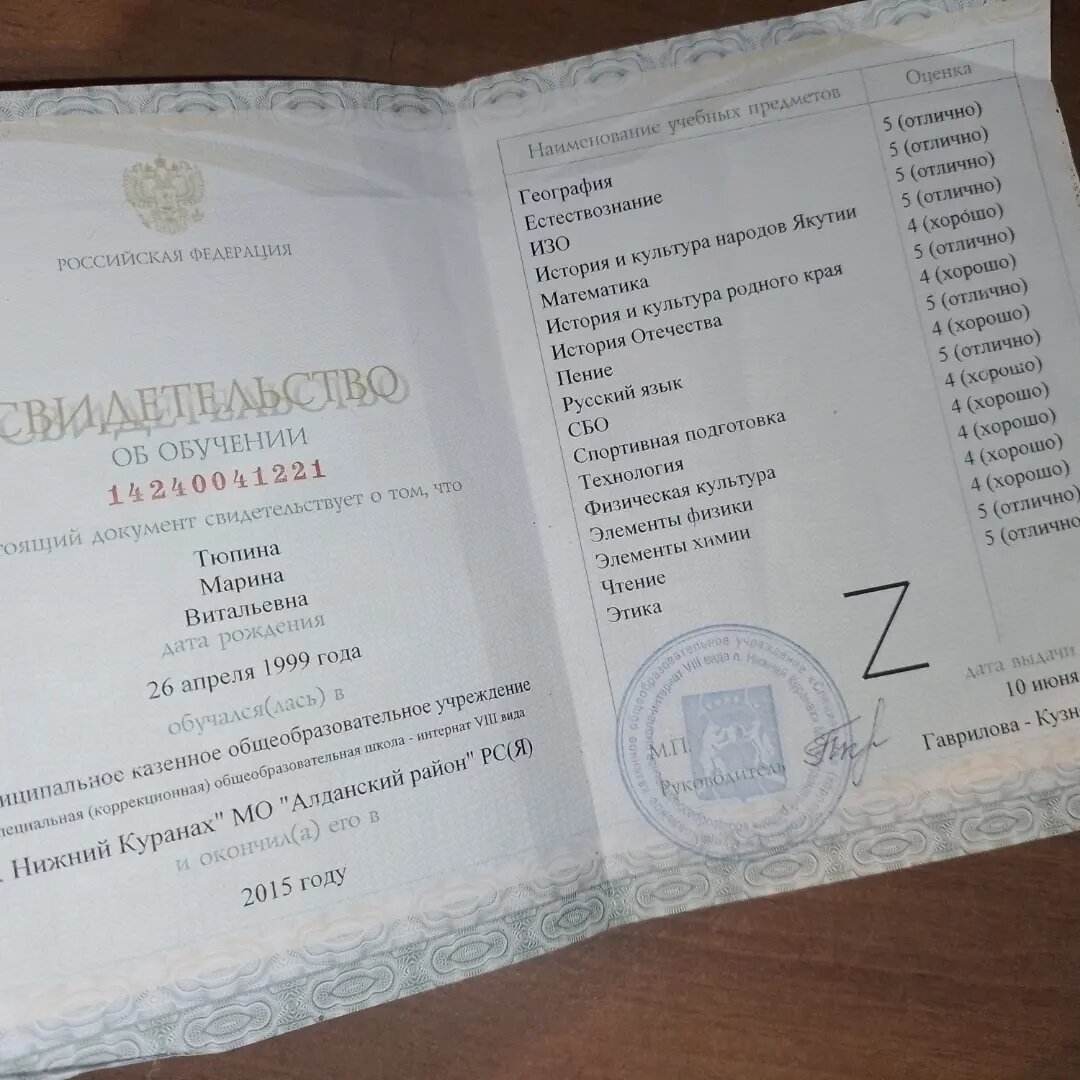 РОССИЙСКАЯ ФЕДЕРАЦИЯ
СВИДЕТЕЛЬСТВО
ОБ ОБУЧЕНИИ
14240041221
тоящий документ свидетельствует о том, что
Тюпина
Марина
Витальевна
дата рождения
26 апреля 1999 года
обучался(лась) в
иципальное казенное общеобразовательное учреждение
пециальная (коррекционная) общеобразовательная школа - интернат VIII вида
. Нижний Куранах" МО "Алданский район" РС(Я)
и окончил(а) его в
2015 году
Наименование учебных предметов Оценка
География 5 (отлично)
Естествознание 5 (отлично)
ИЗО 5 (отлично)
История и культура народов Якутии 5 (отлично)
Математика 4 (хорошо)
История и культура родного края 5 (отлично)
История Отечества 4 (хорошо)
Пение 5 (отлично)
Русский язык 4 (хорошо)
СБО 5 (отлично)
Спортивная подготовка 4 (хорошо)
Технология 4 (хорошо)
Физическая культура 4 (хорошо)
Элементы физики 4 (хорошо)
Элементы химии 4 (хорошо)
Чтение 5 (отлично)
Этика 5 (отлично
Z
дата выдачи
10 июня
М.П.
Руководитель Гаврилова - Кузн